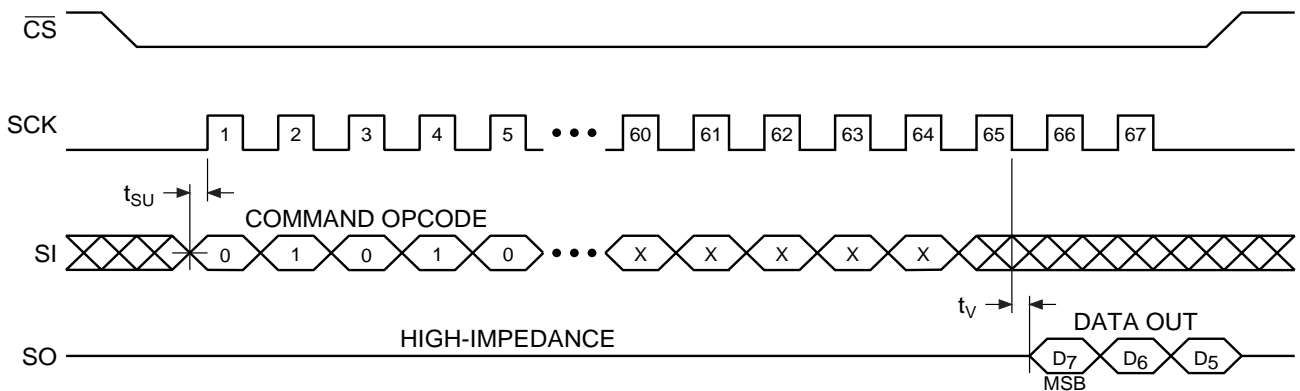 CS
SCK 1 2 3 4 5 ••• 60 61 62 63 64 65 66 67
tSU
COMMAND OPCODE
SI 0 1 0 1 0 ••• X X X X X
tV
DATA OUT
HIGH-IMPEDANCE
SO D7 D6 D5
MSB